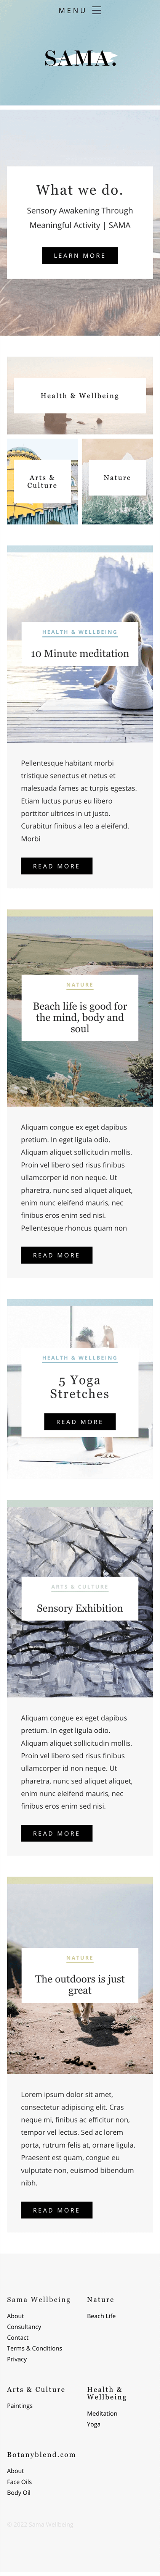 MENU
SAMA.
What we do.
Sensory Awakening Through
Meaningful Activity | SAMA
LEARN MORE
Health & Wellbeing
Arts &
Culture
Nature
HEALTH & WELLBEING
10 Minute meditation
Pellentesque habitant morbi
tristique senectus et netus et
malesuada fames ac turpis egestas.
Etiam luctus purus eu libero
porttitor ultrices in ut justo.
Curabitur finibus a leo a eleifend.
Morbi
READ MORE
NATURE
Beach life is good for
the mind, body and
soul
Aliquam congue ex eget dapibus
pretium. In eget ligula odio.
Aliquam aliquet sollicitudin mollis.
Proin vel libero sed risus finibus
ullamcorper id non neque. Ut
pharetra, nunc sed aliquet aliquet,
enim nunc eleifend mauris, nec
finibus eros enim sed nisi.
Pellentesque rhoncus quam non
READ MORE
HEALTH & WELLBEING
5 Yoga
Stretches
READ MORE
ARTS & CULTURE
Sensory Exhibition
Aliquam congue ex eget dapibus
pretium. In eget ligula odio.
Aliquam aliquet sollicitudin mollis.
Proin vel libero sed risus finibus
ullamcorper id non neque. Ut
pharetra, nunc sed aliquet aliquet,
enim nunc eleifend mauris, nec
finibus eros enim sed nisi.
READ MORE
NATURE
The outdoors is just
great
Lorem ipsum dolor sit amet,
consectetur adipiscing elit. Cras
neque mi, finibus ac efficitur non,
tempor vel lectus. Sed ac lorem
porta, rutrum felis at, ornare ligula.
Praesent est quam, congue eu
vulputate non, euismod bibendum
nibh.
READ MORE
Sama Wellbeing
About
Consultancy
Contact
Terms & Conditions
Privacy
Nature
Beach Life
Arts & Culture
Paintings
Health &
Wellbeing
Meditation
Yoga
Botanyblend.com
About
Face Oils
Body Oil
© 2022 Sama Wellbeing